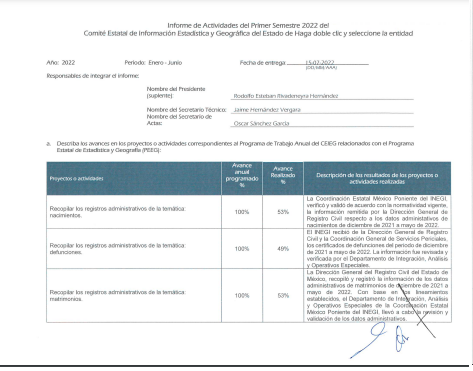 Informe de Actividades del Primer Semestre 2022 del
Comité Estatal de Información Estadística y Geográfica del Estado de Haga doble clic y seleccione la entidad
Año: 2022 Período: Enero - Junio Fecha de entrega: 15-07-2022
(DD/MM/AAA)
Responsables de integrar el informe:
Nombre del Presidente
(suplente) Rodolfo Esteban Rivadeneyra Hernández
Nombre del Secretario Técnico: Jaime Hernández Vergara
Nombre del Secretario de
Actas: Oscar Sánchez García
a. Describa los avances en los proyectos o actividades correspondientes al Programa de Trabajo Anual del CEIEG relacionados con el Programa
Estatal de Estadística y Geografía (PEEG):
Proyectos o actividades
Avance
anual
programado
%
Avance
Realizado
%
Descripción de los resultados de los proyectos o
actividades realizadas
Recopilar los registros administrativos de la temática:
nacimientos.
100%
53%
La Coordinación Estatal México Poniente del INEGI,
verificó y validó de acuerdo con la normatividad vigente,
la información remitida por la Dirección General de
Registro Civil respecto a los datos administrativos de
nacimientos de diciembre de 2021 a mayo de 2022.
Recopilar los registros administrativos de la temática:
defunciones.
100%
49%
El INEGI recibió de la Dirección General de Registro
Civil y la Coordinación General de Servicios Periciales,
los certificados de defunciones del periodo de diciembre
de 2021 a mayo de 2022. La información fue revisada y
verificada por el Departamento de Integración, Análisis
y Operativos Especiales.
Recopilar los registros administrativos de la temática:
matrimonios.
100%
53%
La Dirección General del Registro Civil del Estado de
México, recopiló y registró la información de los datos
administrativos de matrimonios de diciembre de 2021 a
mayo de 2022. Con base en los lineamientos
establecidos, el Departamento de Integración, Análisis
y Operativos Especiales de la Coordinación Estatal
México Poniente del INEGI, llevó a cabo la revisión y
validación de los datos administrativos.